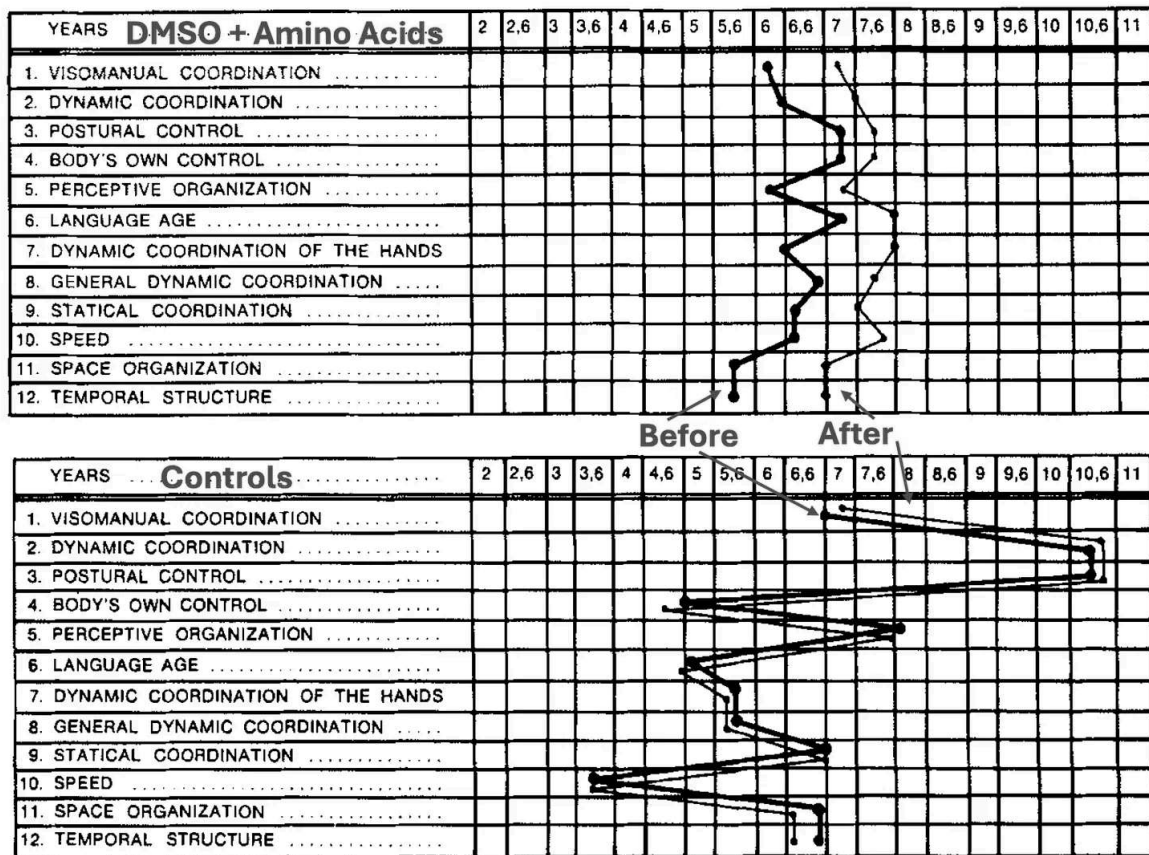 YEARS DMSO + Amino Acids 2 2,6 3 3,6 4 4,6 5 5,6 6 6,6 7 7,6 8 8,6 9 9,6 10 10,6 11
1. VISOMANUAL COORDINATION ...........
2. DYNAMIC COORDINATION ...............
3. POSTURAL CONTROL ..................
4. BODY'S OWN CONTROL ................
5. PERCEPTIVE ORGANIZATION ............
6. LANGUAGE AGE ......................
7. DYNAMIC COORDINATION OF THE HANDS
8. GENERAL DYNAMIC COORDINATION .....
9. STATICAL COORDINATION ..............
10. SPEED .............................
11. SPACE ORGANIZATION ................
12. TEMPORAL STRUCTURE ................
Before After
YEARS .... Controls ............... 2 2,6 3 3,6 4 4,6 5 5,6 6 6,6 7 7,6 8 8,6 9 9,6 10 10,6 11
1. VISOMANUAL COORDINATION ...........
2. DYNAMIC COORDINATION ...............
3. POSTURAL CONTROL ..................
4. BODY'S OWN CONTROL ................
5. PERCEPTIVE ORGANIZATION ............
6. LANGUAGE AGE ......................
7. DYNAMIC COORDINATION OF THE HANDS
8. GENERAL DYNAMIC COORDINATION .....
9. STATICAL COORDINATION ..............
10. SPEED .............................
11. SPACE ORGANIZATION ................
12. TEMPORAL STRUCTURE ................